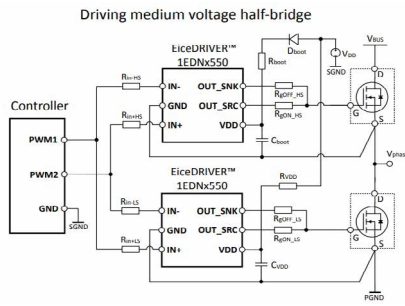 Driving medium voltage half-bridge
EiceDRIVER™
1EDNx550
Dboot
VBUS
Rboot
VDD
SGND
Rin-HS
IN-
OUT_SNK
RgOFF_HS
D
Controller
GND
OUT_SRC
RgON_HS
G
S
Rin+HS
IN+
VDD
Cboot
PWM1
EiceDRIVER™
1EDNx550
RVDD
Vphase
PWM2
Rin-LS
IN-
OUT_SNK
RgOFF_LS
D
GND
SGND
GND
OUT_SRC
RgON_LS
G
S
Rin+LS
IN+
VDD
CVDD
PGND